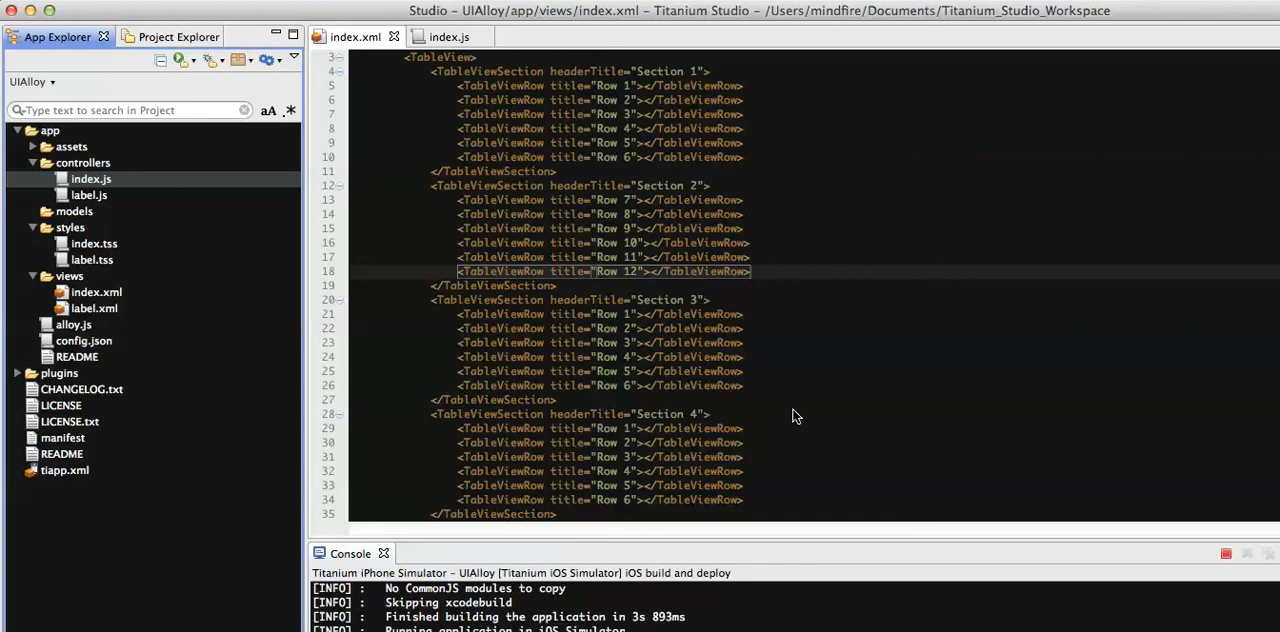 Studio - UIAlloy/app/views/index.xml - Titanium Studio - /Users/mindfire/Documents/Titanium_Studio_Workspace
App Explorer
Project Explorer
UIAlloy
Type text to search in Project
aA .*
app
assets
controllers
index.js
label.js
models
styles
index.tss
label.tss
views
index.xml
label.xml
alloy.js
config.json
README
plugins
CHANGELOG.txt
LICENSE
LICENSE.txt
manifest
README
tiapp.xml
index.xml
index.js
3 <TableView>
4 <TableViewSection headerTitle="Section 1">
5 <TableViewRow title="Row 1"></TableViewRow>
6 <TableViewRow title="Row 2"></TableViewRow>
7 <TableViewRow title="Row 3"></TableViewRow>
8 <TableViewRow title="Row 4"></TableViewRow>
9 <TableViewRow title="Row 5"></TableViewRow>
10 <TableViewRow title="Row 6"></TableViewRow>
11 </TableViewSection>
12 <TableViewSection headerTitle="Section 2">
13 <TableViewRow title="Row 7"></TableViewRow>
14 <TableViewRow title="Row 8"></TableViewRow>
15 <TableViewRow title="Row 9"></TableViewRow>
16 <TableViewRow title="Row 10"></TableViewRow>
17 <TableViewRow title="Row 11"></TableViewRow>
18 <TableViewRow title="Row 12"></TableViewRow>
19 </TableViewSection>
20 <TableViewSection headerTitle="Section 3">
21 <TableViewRow title="Row 1"></TableViewRow>
22 <TableViewRow title="Row 2"></TableViewRow>
23 <TableViewRow title="Row 3"></TableViewRow>
24 <TableViewRow title="Row 4"></TableViewRow>
25 <TableViewRow title="Row 5"></TableViewRow>
26 <TableViewRow title="Row 6"></TableViewRow>
27 </TableViewSection>
28 <TableViewSection headerTitle="Section 4">
29 <TableViewRow title="Row 1"></TableViewRow>
30 <TableViewRow title="Row 2"></TableViewRow>
31 <TableViewRow title="Row 3"></TableViewRow>
32 <TableViewRow title="Row 4"></TableViewRow>
33 <TableViewRow title="Row 5"></TableViewRow>
34 <TableViewRow title="Row 6"></TableViewRow>
35 </TableViewSection>
Console
Titanium iPhone Simulator - UIAlloy [Titanium iOS Simulator] iOS build and deploy
[INFO] : No CommonJS modules to copy
[INFO] : Skipping xcodebuild
[INFO] : Finished building the application in 3s 893ms
[INFO] : Running application in iOS Simulator